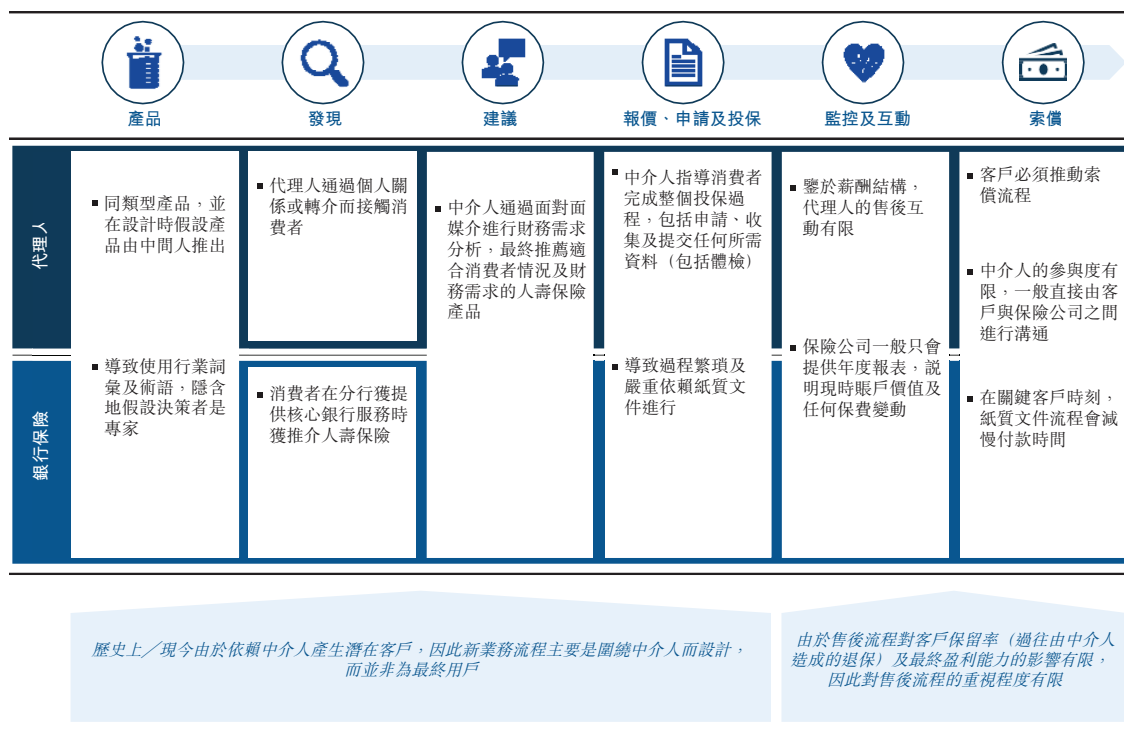 產品
發現
建議
報價、申請及投保
監控及互動
索償
代理人
銀行保險
▪ 同類型產品，並
在設計時假設產
品由中間人推出
▪ 導致使用行業詞
彙及術語，隱含
地假設決策者是
專家
▪ 代理人通過個人關
係或轉介而接觸消
費者
▪ 消費者在分行獲提
供核心銀行服務時
獲推介人壽保險
▪ 中介人通過面對面
媒介進行財務需求
分析，最終推薦適
合消費者情況及財
務需求的人壽保險
產品
▪ 中介人指導消費者
完成整個投保過
程，包括申請、收
集及提交任何所需
資料（包括體檢）
▪ 導致過程繁瑣及
嚴重依賴紙質文
件進行
▪ 鑒於薪酬結構，
代理人的售後互
動有限
▪ 保險公司一般只會
提供年度報表，説
明現時賬戶價值及
任何保費變動
▪ 客戶必須推動索
償流程
▪ 中介人的參與度有
限，一般直接由客
戶與保險公司之間
進行溝通
▪ 在關鍵客戶時刻，
紙質文件流程會減
慢付款時間
歷史上／現今由於依賴中介人產生潛在客戶，因此新業務流程主要是圍繞中介人而設計，
而並非為最終用戶
由於售後流程對客戶保留率（過往由中介人
造成的退保）及最終盈利能力的影響有限，
因此對售後流程的重視程度有限